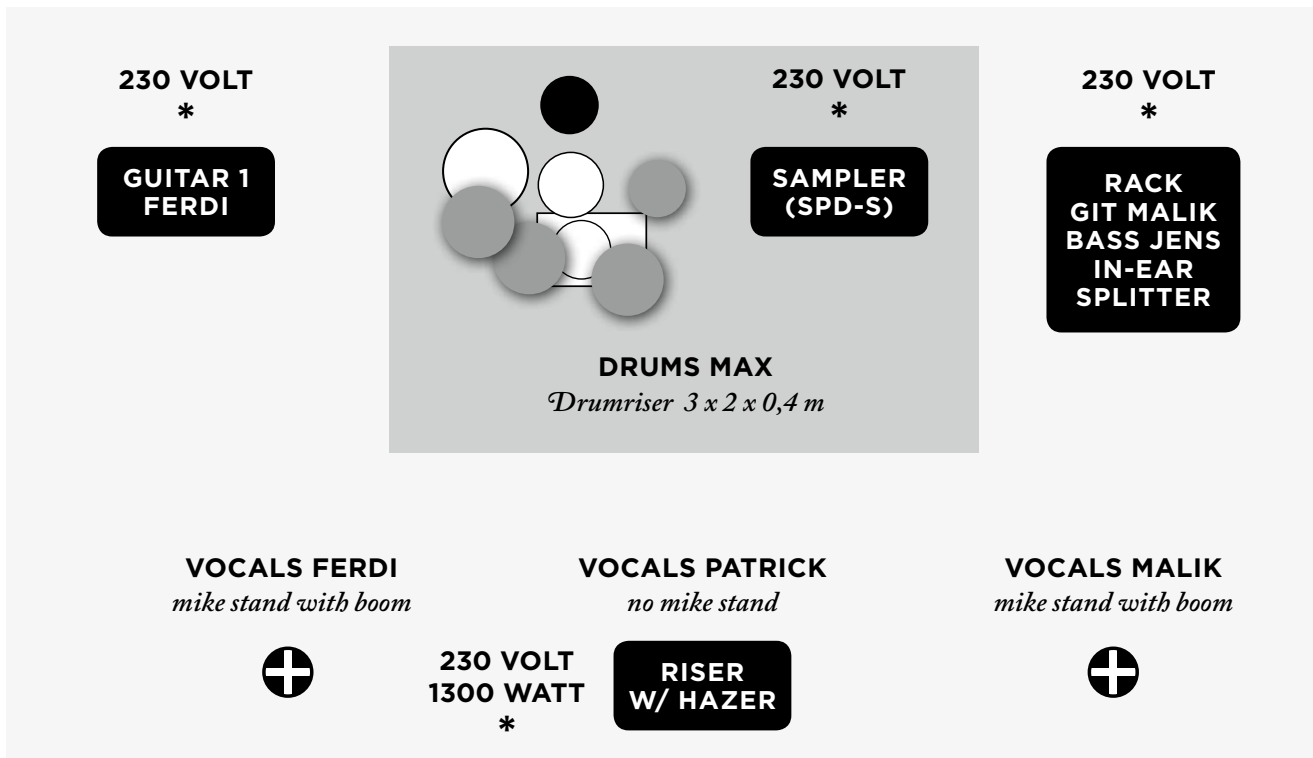 230 VOLT
*
GUITAR 1
FERDI
230 VOLT
*
SAMPLER
(SPD-S)
230 VOLT
*
RACK
GIT MALIK
BASS JENS
IN-EAR
SPLITTER
DRUMS MAX
Drumriser 3 x 2 x 0,4 m
VOCALS FERDI
mike stand with boom
VOCALS PATRICK
no mike stand
VOCALS MALIK
mike stand with boom
230 VOLT
1300 WATT
*
RISER
W/ HAZER